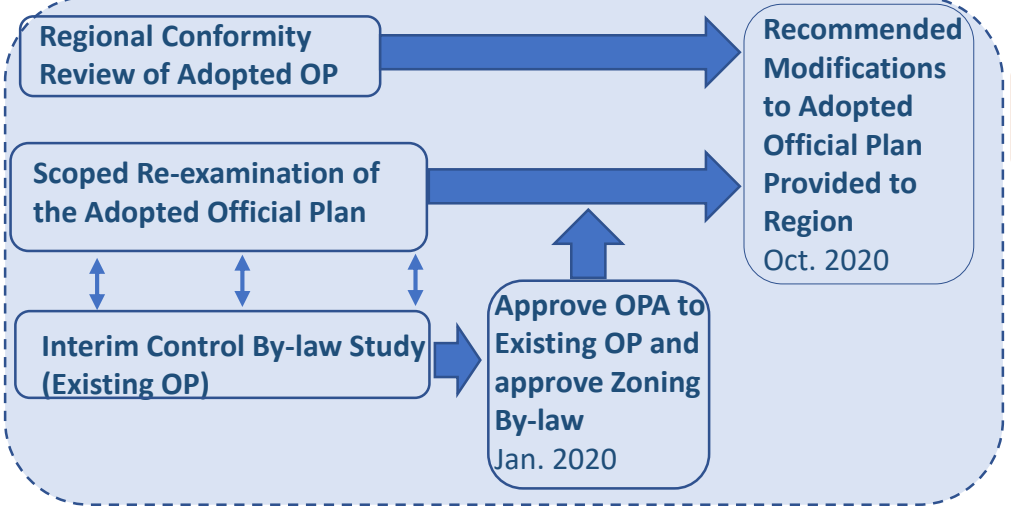 Regional Conformity
Review of Adopted OP
Recommended
Modifications
to Adopted
Official Plan
Provided to
Region
Oct. 2020
Scoped Re-examination of
the Adopted Official Plan
Interim Control By-law Study
(Existing OP)
Approve OPA to
Existing OP and
approve Zoning
By-law
Jan. 2020